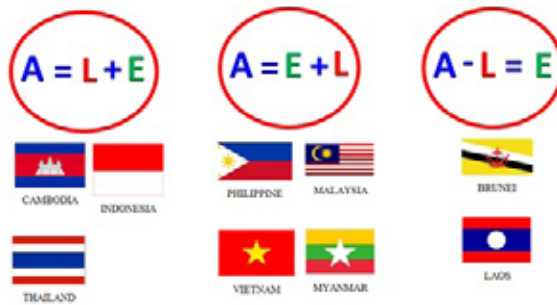 A = L + E
A = E + L
A - L = E
CAMBODIA
INDONESIA
PHILIPPINE
MALAYSIA
BRUNEI
THAILAND
VIETNAM
MYANMAR
LAOS